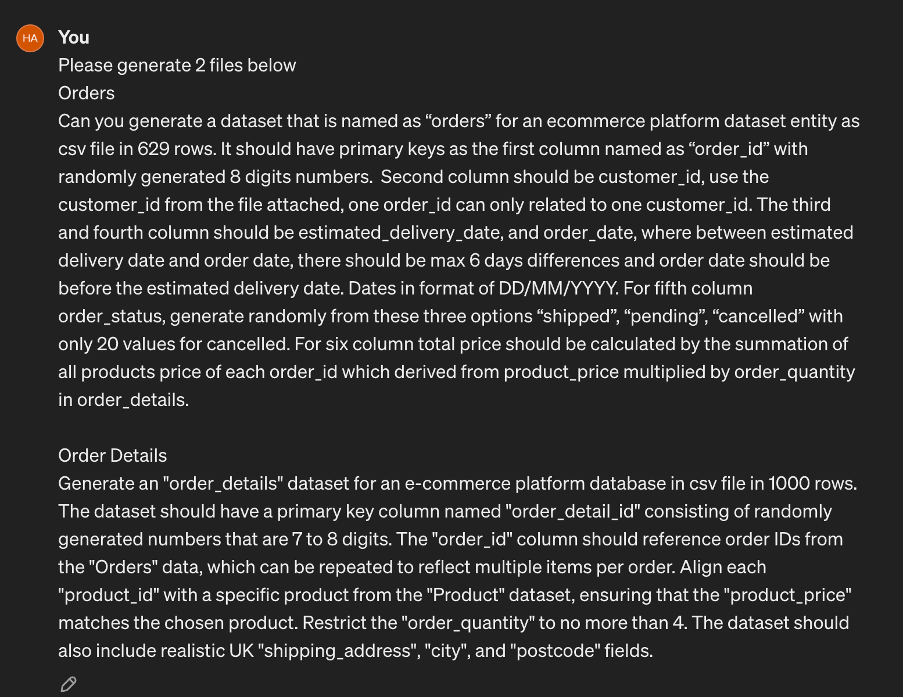 HA
You
Please generate 2 files below
Orders
Can you generate a dataset that is named as “orders” for an ecommerce platform dataset entity as
csv file in 629 rows. It should have primary keys as the first column named as “order_id” with
randomly generated 8 digits numbers.  Second column should be customer_id, use the
customer_id from the file attached, one order_id can only related to one customer_id. The third
and fourth column should be estimated_delivery_date, and order_date, where between estimated
delivery date and order date, there should be max 6 days differences and order date should be
before the estimated delivery date. Dates in format of DD/MM/YYYY. For fifth column
order_status, generate randomly from these three options “shipped”, “pending”, “cancelled” with
only 20 values for cancelled. For six column total price should be calculated by the summation of
all products price of each order_id which derived from product_price multiplied by order_quantity
in order_details.
Order Details
Generate an "order_details" dataset for an e-commerce platform database in csv file in 1000 rows.
The dataset should have a primary key column named "order_detail_id" consisting of randomly
generated numbers that are 7 to 8 digits. The "order_id" column should reference order IDs from
the "Orders" data, which can be repeated to reflect multiple items per order. Align each
"product_id" with a specific product from the "Product" dataset, ensuring that the "product_price"
matches the chosen product. Restrict the "order_quantity" to no more than 4. The dataset should
also include realistic UK "shipping_address", "city", and "postcode" fields.